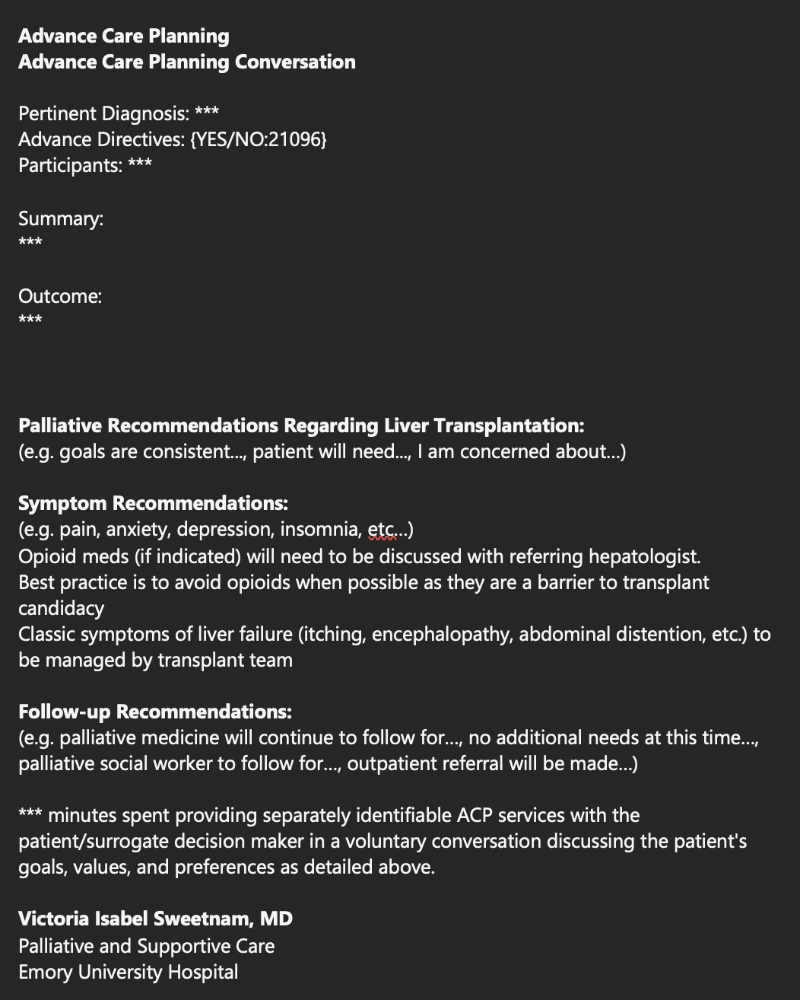 Advance Care Planning
Advance Care Planning Conversation
Pertinent Diagnosis: ***
Advance Directives: {YES/NO:21096}
Participants: ***
Summary:
***
Outcome:
***
Palliative Recommendations Regarding Liver Transplantation:
(e.g. goals are consistent..., patient will need..., I am concerned about...)
Symptom Recommendations:
(e.g. pain, anxiety, depression, insomnia, etc...)
Opioid meds (if indicated) will need to be discussed with referring hepatologist.
Best practice is to avoid opioids when possible as they are a barrier to transplant
candidacy
Classic symptoms of liver failure (itching, encephalopathy, abdominal distention, etc.) to
be managed by transplant team
Follow-up Recommendations:
(e.g. palliative medicine will continue to follow for..., no additional needs at this time...,
palliative social worker to follow for..., outpatient referral will be made...)
*** minutes spent providing separately identifiable ACP services with the
patient/surrogate decision maker in a voluntary conversation discussing the patient's
goals, values, and preferences as detailed above.
Victoria Isabel Sweetnam, MD
Palliative and Supportive Care
Emory University Hospital